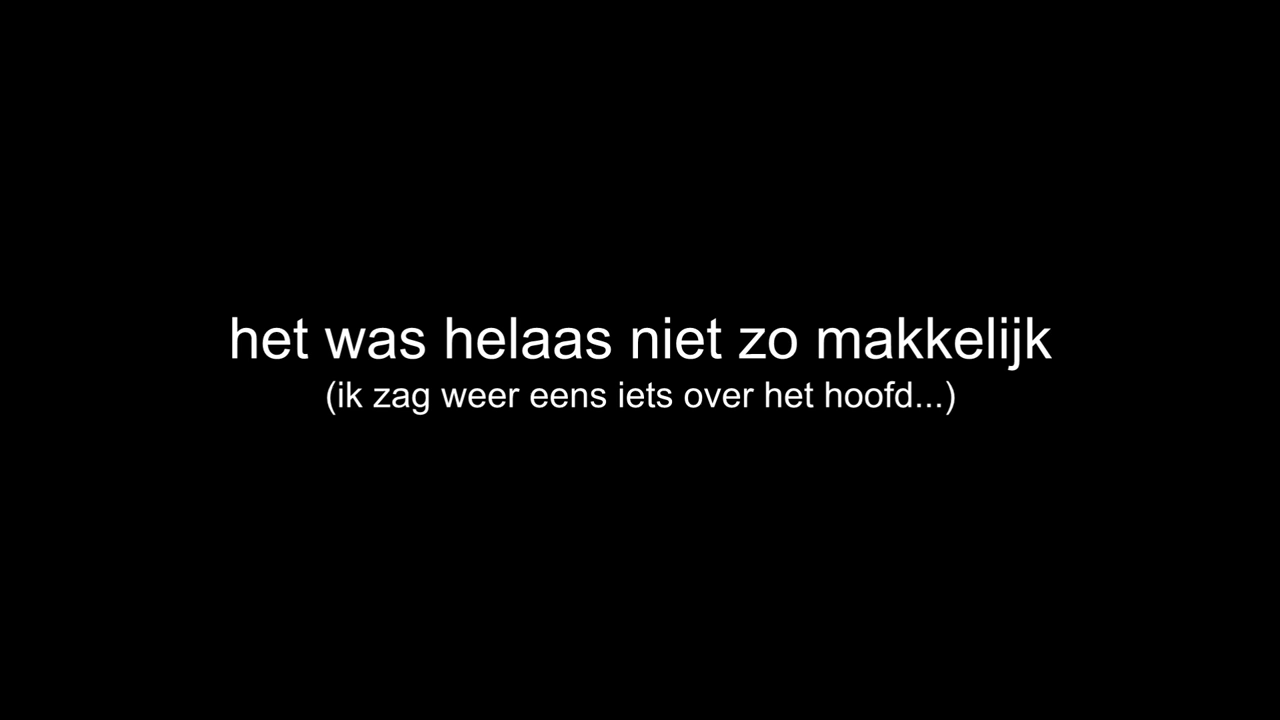 het was helaas niet zo makkelijk
(ik zag weer eens iets over het hoofd...)